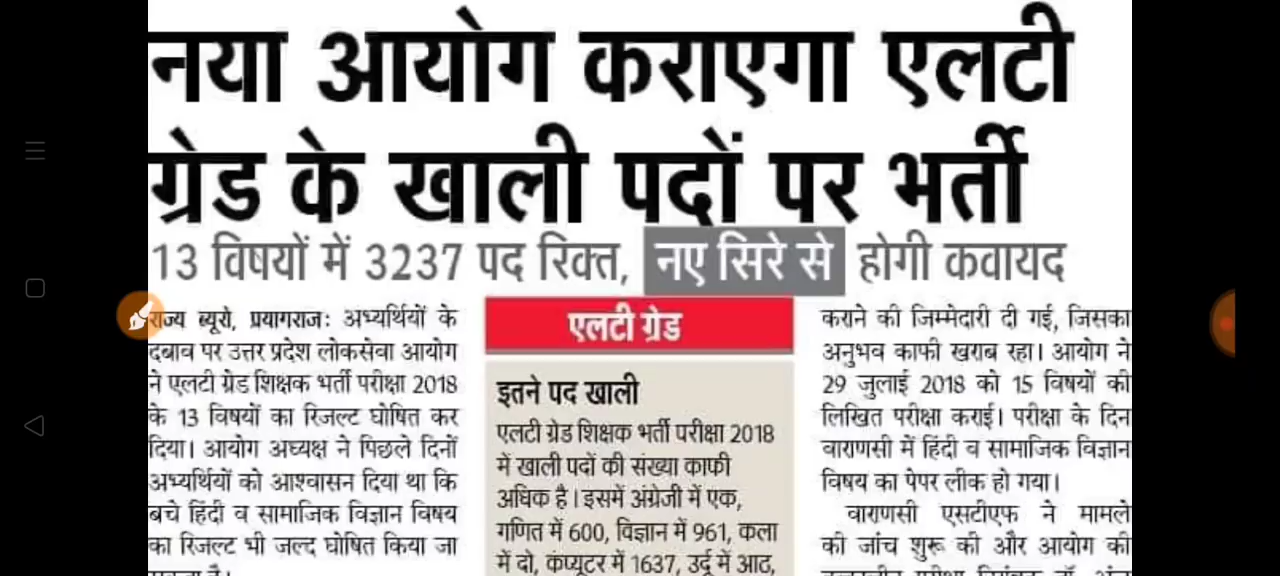 नया आयोग कराएगा एलटी
ग्रेड के खाली पदों पर भर्ती
13 विषयों में 3237 पद रिक्त, नए सिरे से होगी कवायद
राज्य ब्यूरो, प्रयागराजः अभ्यर्थियों के
दबाव पर उत्तर प्रदेश लोकसेवा आयोग
ने एलटी ग्रेड शिक्षक भर्ती परीक्षा 2018
के 13 विषयों का रिजल्ट घोषित कर
दिया। आयोग अध्यक्ष ने पिछले दिनों
अभ्यर्थियों को आश्वासन दिया था कि
बचे हिंदी व सामाजिक विज्ञान विषय
का रिजल्ट भी जल्द घोषित किया जा
एलटी ग्रेड
इतने पद खाली
एलटी ग्रेड शिक्षक भर्ती परीक्षा 2018
में खाली पदों की संख्या काफी
अधिक है। इसमें अंग्रेजी में एक,
गणित में 600, विज्ञान में 961, कला
में दो, कंप्यूटर में 1637, उर्दू में आठ,
कराने की जिम्मेदारी दी गई, जिसका
अनुभव काफी खराब रहा। आयोग ने
29 जुलाई 2018 को 15 विषयों की
लिखित परीक्षा कराई। परीक्षा के दिन
वाराणसी में हिंदी व सामाजिक विज्ञान
विषय का पेपर लीक हो गया।
वाराणसी एसटीएफ ने मामले
की जांच शुरू की और आयोग की